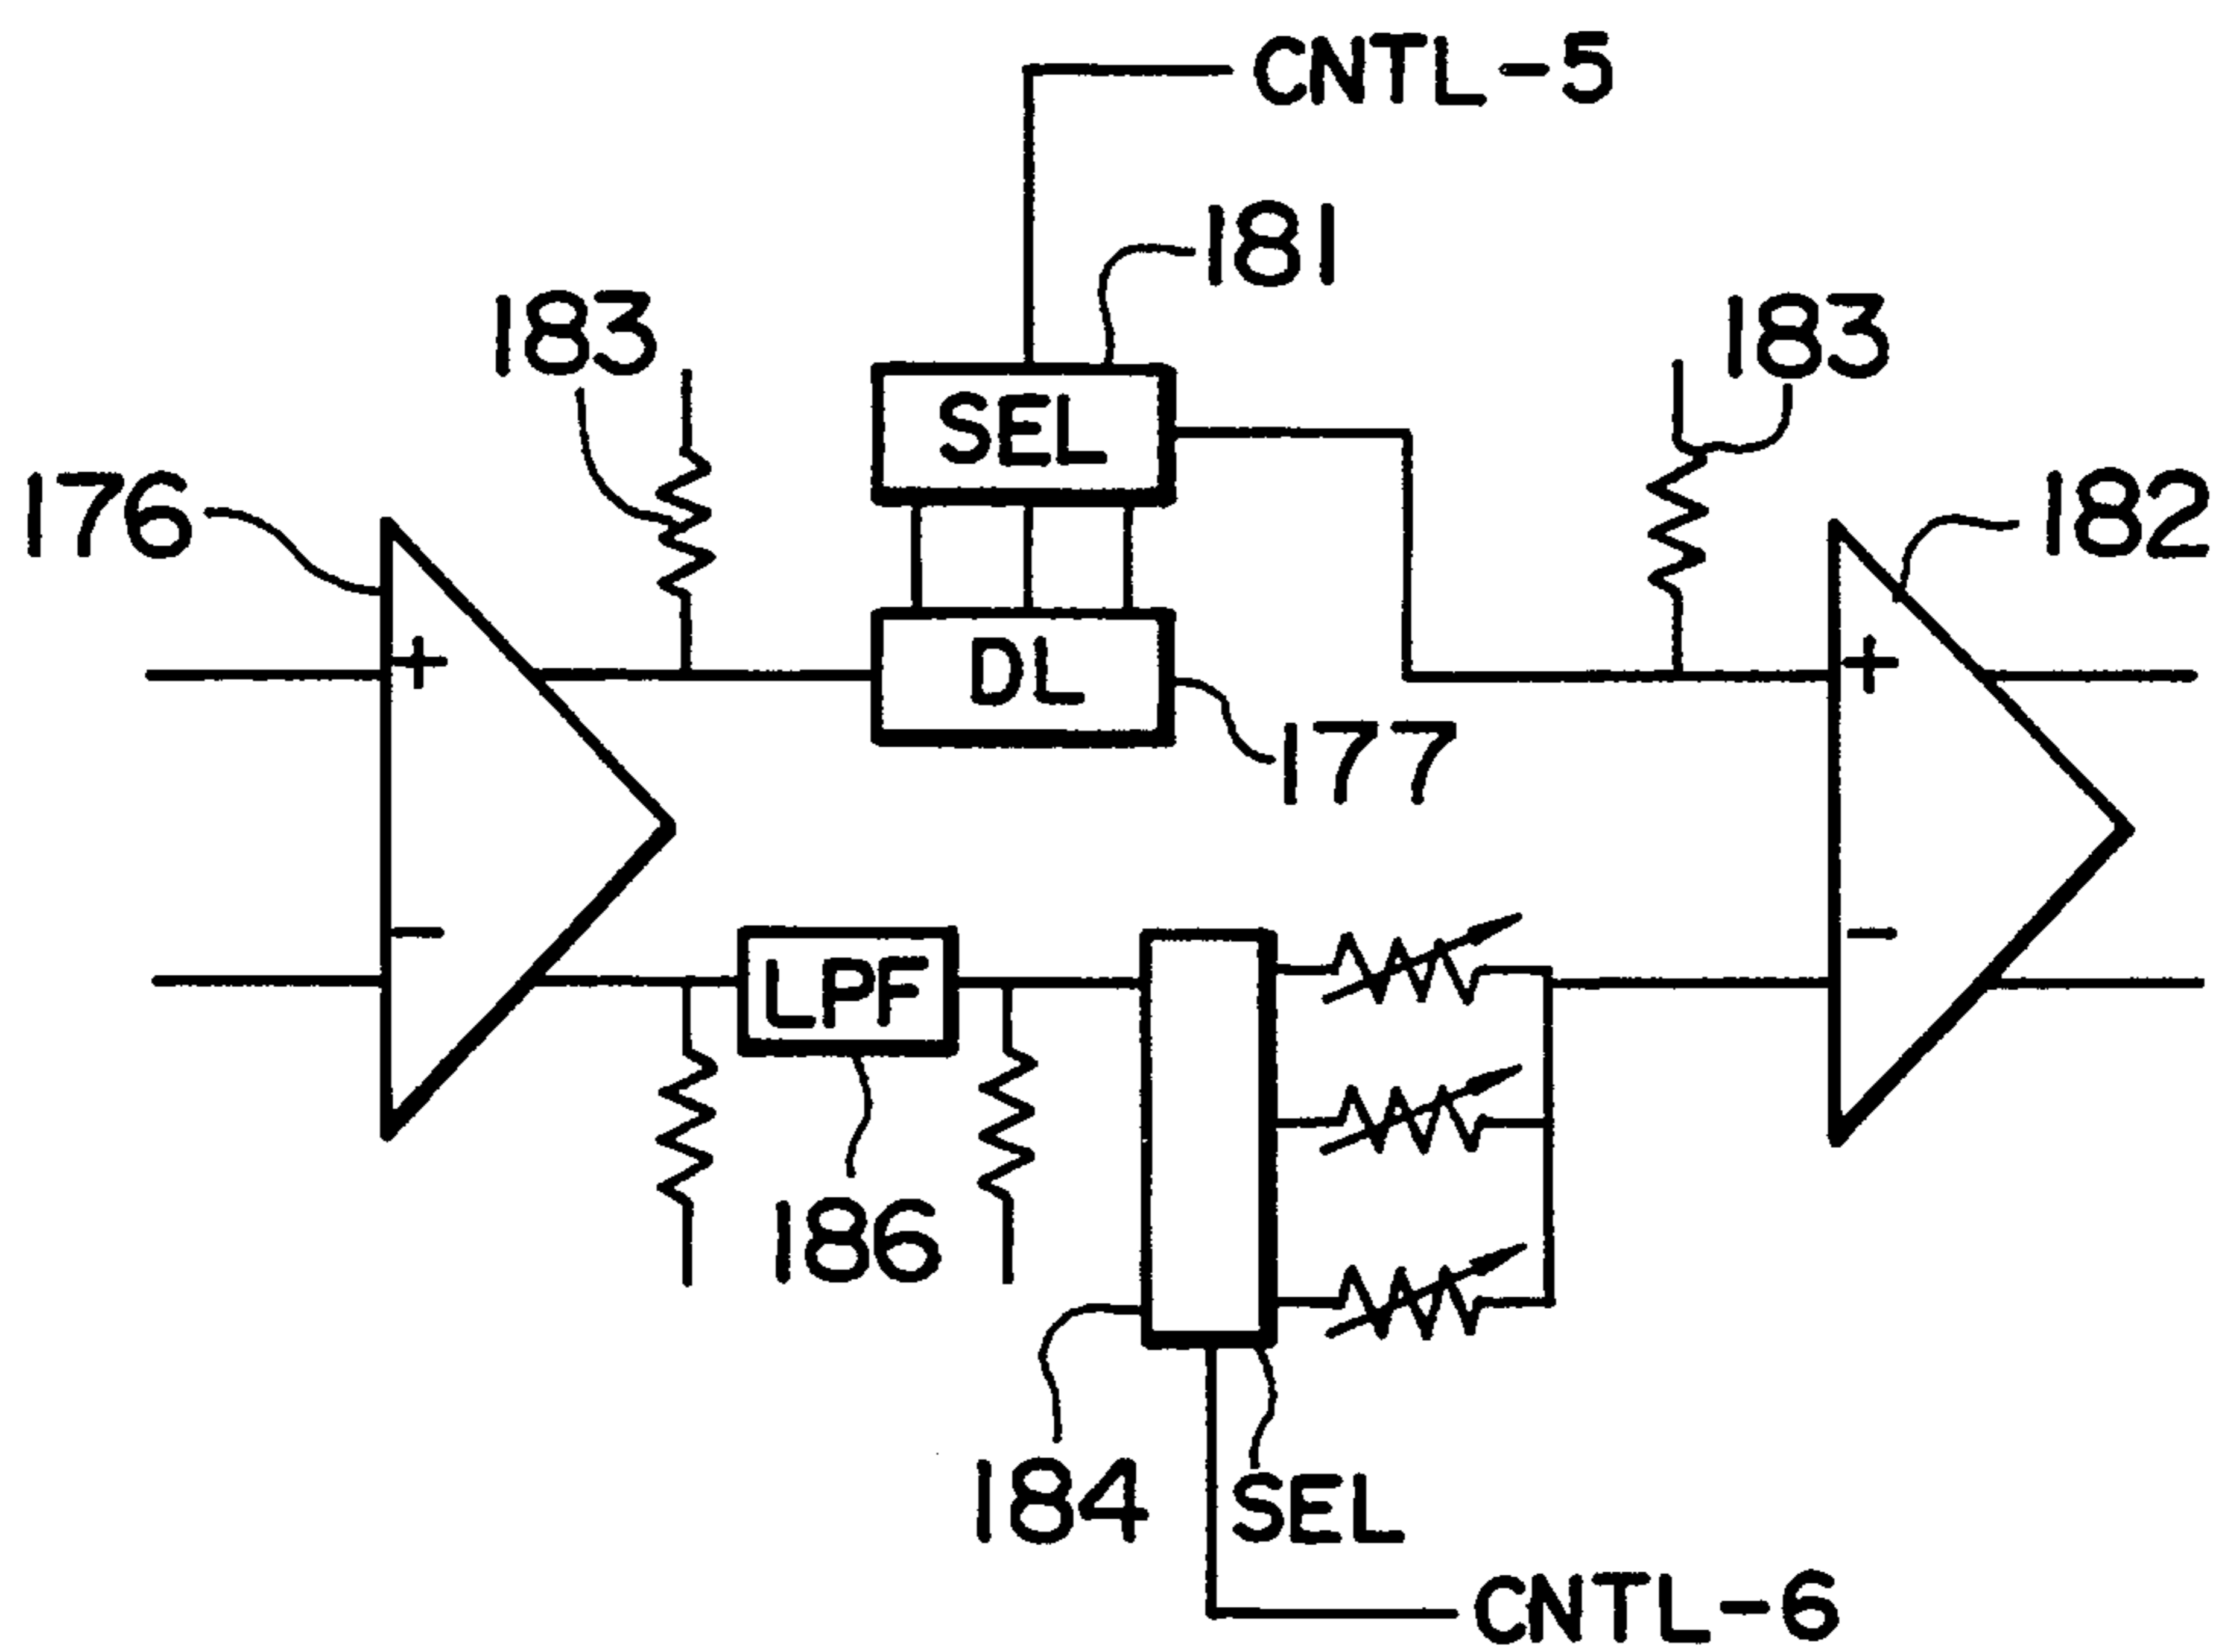 CNTL-5
181
183
183
SEL
176
182
+
DL
+
177
-
-
LPF
186
184
SEL
CNTL-6